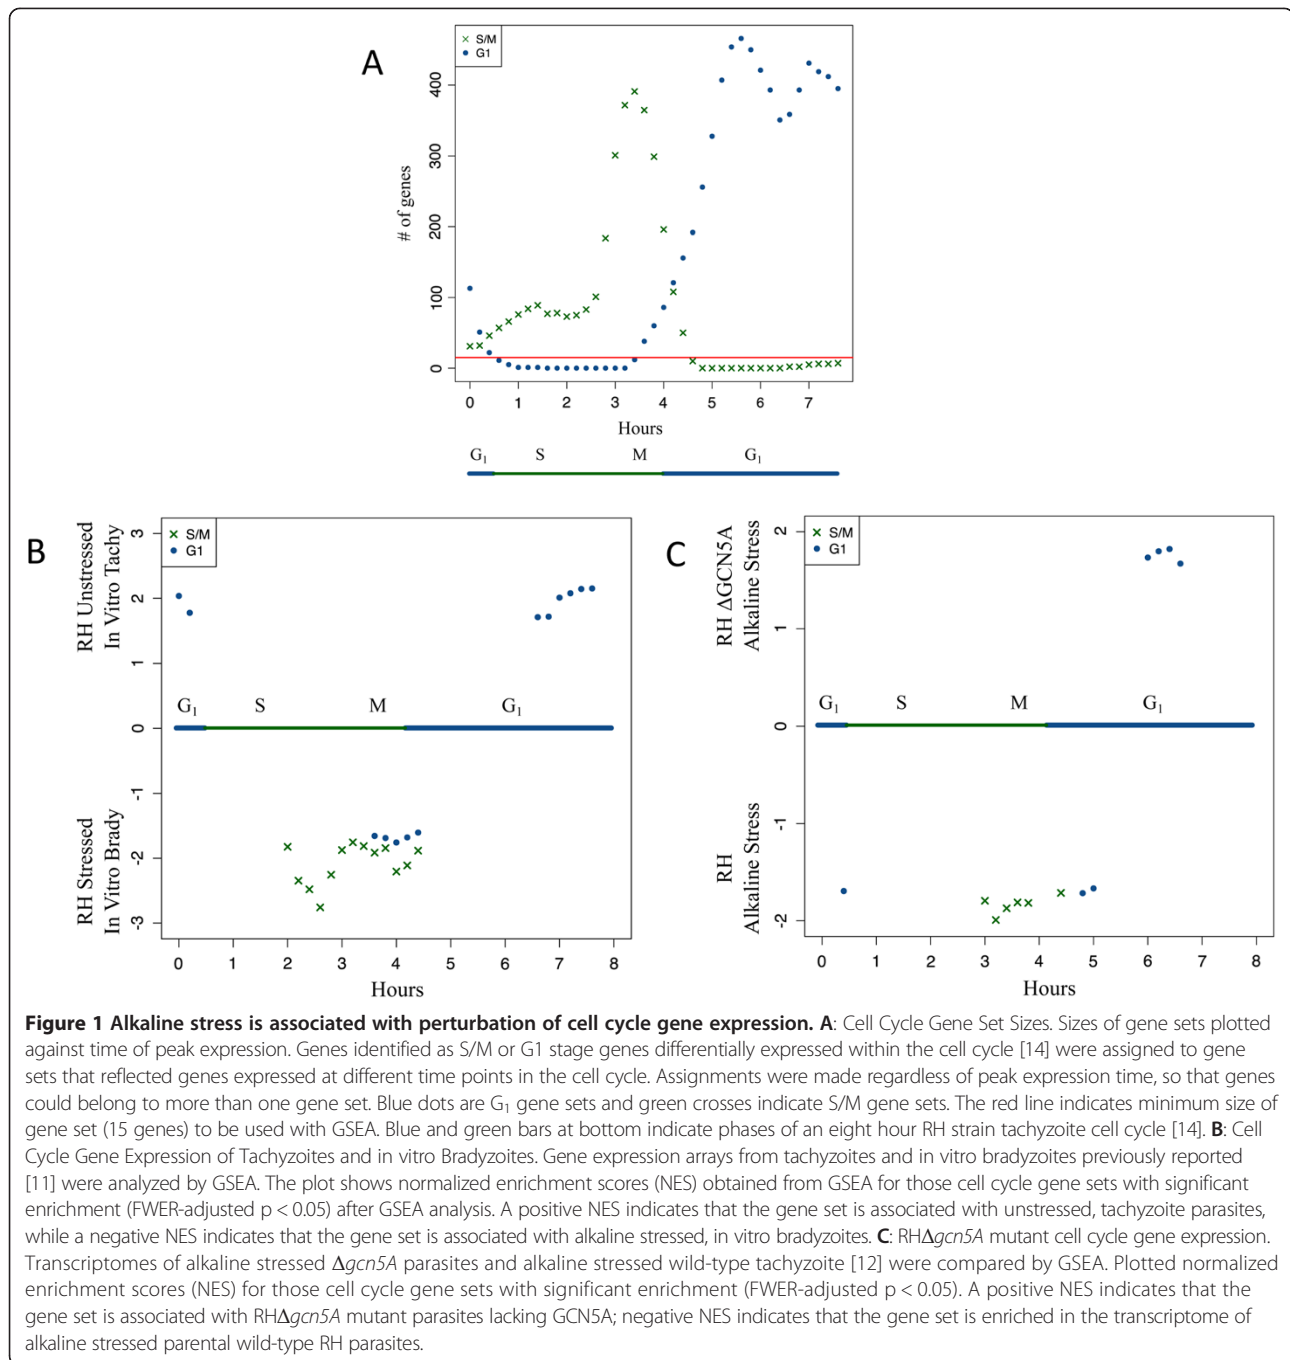 A
× S/M
• G1
# of genes
400
300
200
100
0
0 1 2 3 4 5 6 7
Hours
G1 S M G1
B
× S/M
• G1
RH Unstressed
In Vitro Tachy
RH Stressed
In Vitro Brady
3
2
1
0
-1
-2
-3
G1 S M G1
0 1 2 3 4 5 6 7 8
Hours
C
× S/M
• G1
RH ΔGCN5A
Alkaline Stress
RH
Alkaline Stress
2
1
0
-1
-2
G1 S M G1
0 1 2 3 4 5 6 7 8
Hours
Figure 1 Alkaline stress is associated with perturbation of cell cycle gene expression. A: Cell Cycle Gene Set Sizes. Sizes of gene sets plotted
against time of peak expression. Genes identified as S/M or G1 stage genes differentially expressed within the cell cycle [14] were assigned to gene
sets that reflected genes expressed at different time points in the cell cycle. Assignments were made regardless of peak expression time, so that genes
could belong to more than one gene set. Blue dots are G1 gene sets and green crosses indicate S/M gene sets. The red line indicates minimum size of
gene set (15 genes) to be used with GSEA. Blue and green bars at bottom indicate phases of an eight hour RH strain tachyzoite cell cycle [14]. B: Cell
Cycle Gene Expression of Tachyzoites and in vitro Bradyzoites. Gene expression arrays from tachyzoites and in vitro bradyzoites previously reported
[11] were analyzed by GSEA. The plot shows normalized enrichment scores (NES) obtained from GSEA for those cell cycle gene sets with significant
enrichment (FWER-adjusted p < 0.05) after GSEA analysis. A positive NES indicates that the gene set is associated with unstressed, tachyzoite parasites,
while a negative NES indicates that the gene set is associated with alkaline stressed, in vitro bradyzoites. C: RHΔgcn5A mutant cell cycle gene expression.
Transcriptomes of alkaline stressed Δgcn5A parasites and alkaline stressed wild-type tachyzoite [12] were compared by GSEA. Plotted normalized
enrichment scores (NES) for those cell cycle gene sets with significant enrichment (FWER-adjusted p < 0.05). A positive NES indicates that the
gene set is associated with RHΔgcn5A mutant parasites lacking GCN5A; negative NES indicates that the gene set is enriched in the transcriptome of
alkaline stressed parental wild-type RH parasites.